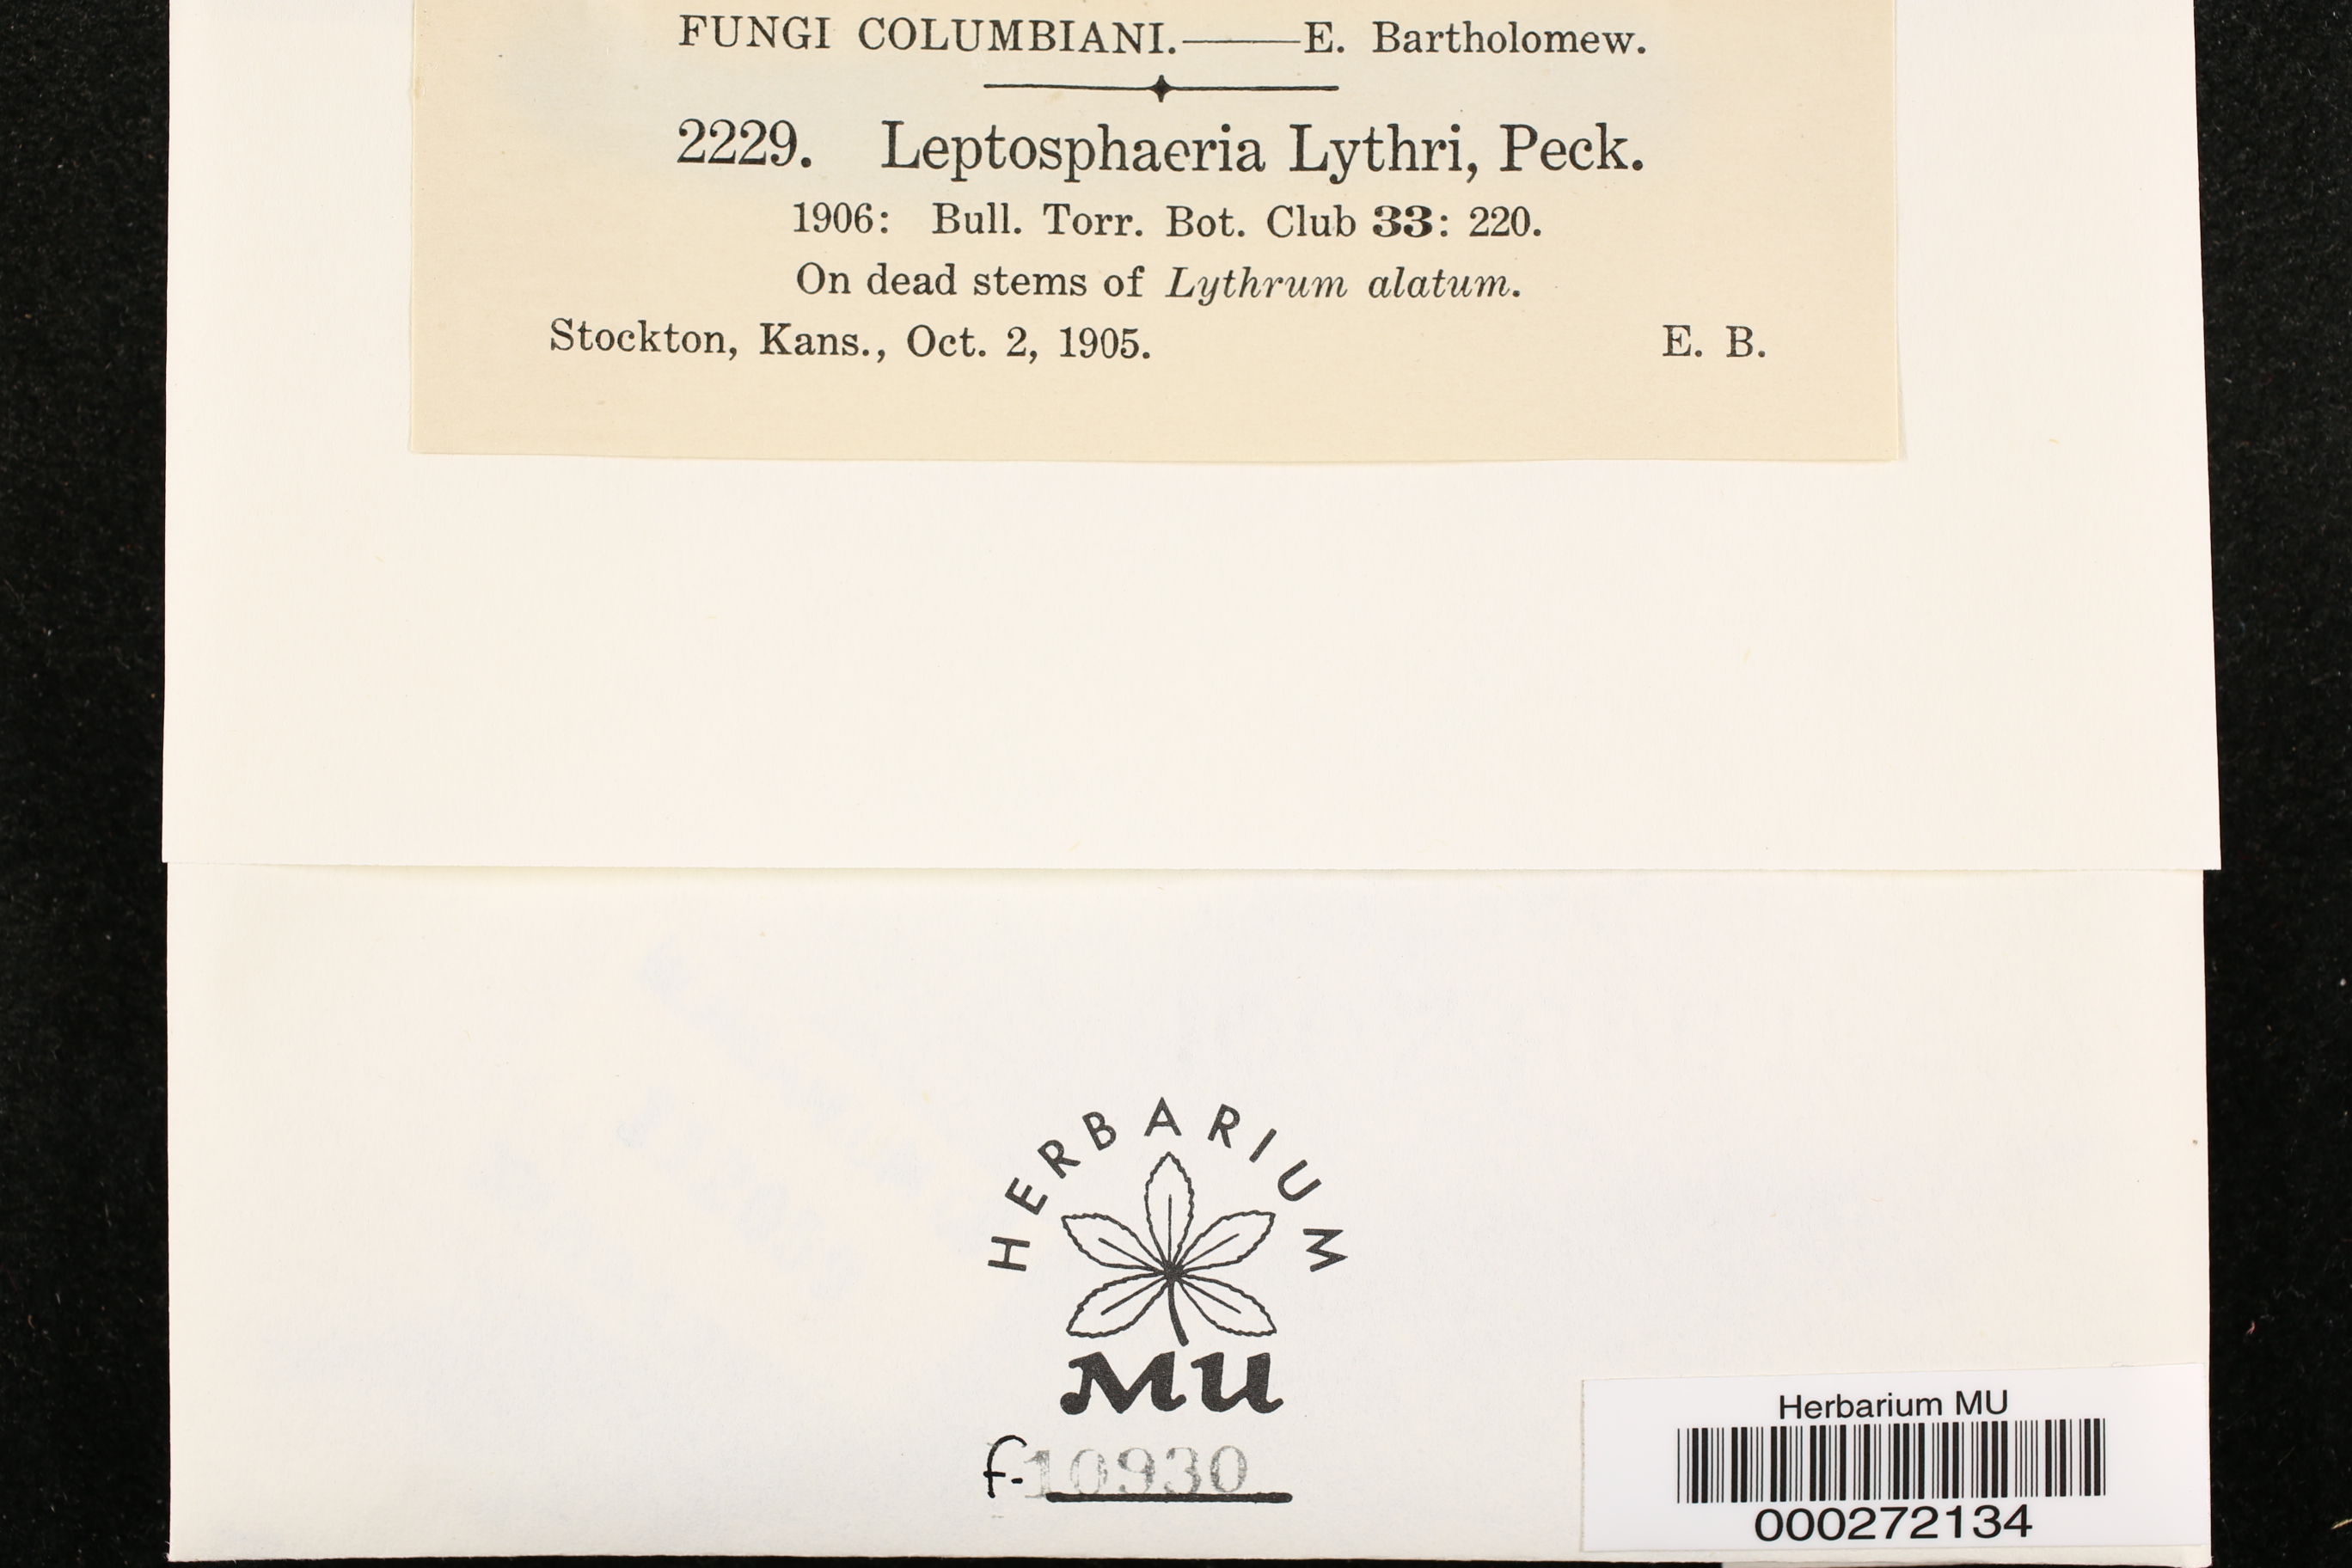 FUNGI COLUMBIANI.——E. Bartholomew.
2229. Leptosphaeria Lythri, Peck.
1906: Bull. Torr. Bot. Club 33: 220.
On dead stems of Lythrum alatum.
Stockton, Kans., Oct. 2, 1905. E. B.
HERBARIUM
MU
f-10930
Herbarium MU
000272134